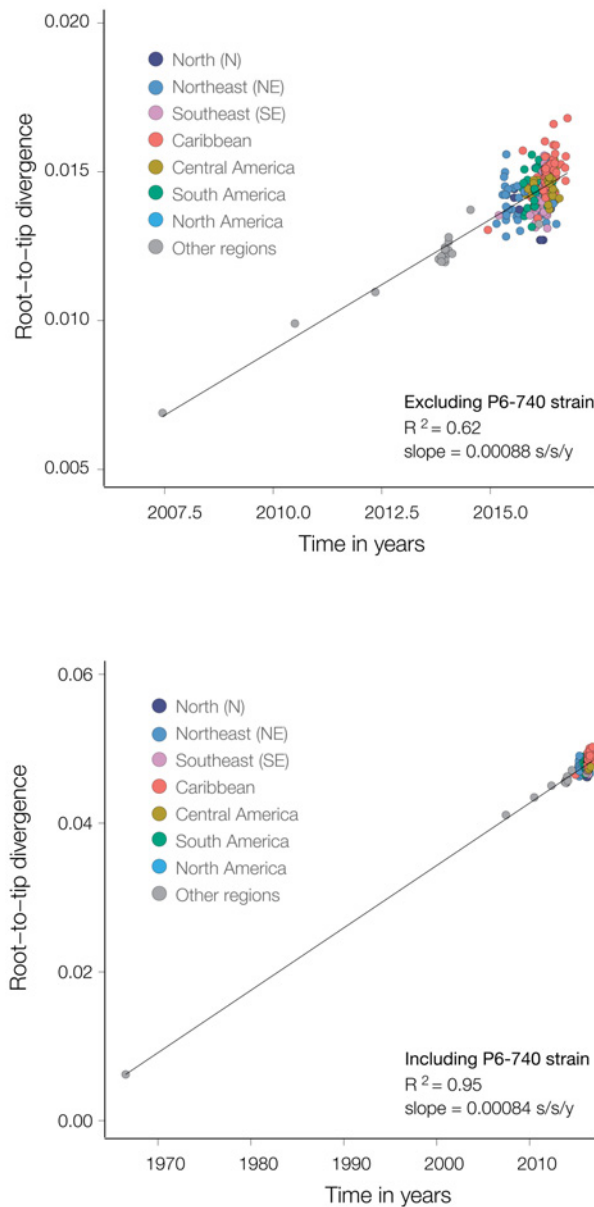 0.020
0.015
0.010
0.005
Root–to–tip divergence
North (N)
Northeast (NE)
Southeast (SE)
Caribbean
Central America
South America
North America
Other regions
Excluding P6-740 strain
R² = 0.62
slope = 0.00088 s/s/y
2007.5 2010.0 2012.5 2015.0
Time in years
0.06
0.04
0.02
0.00
Root–to–tip divergence
North (N)
Northeast (NE)
Southeast (SE)
Caribbean
Central America
South America
North America
Other regions
Including P6-740 strain
R² = 0.95
slope = 0.00084 s/s/y
1970 1980 1990 2000 2010
Time in years